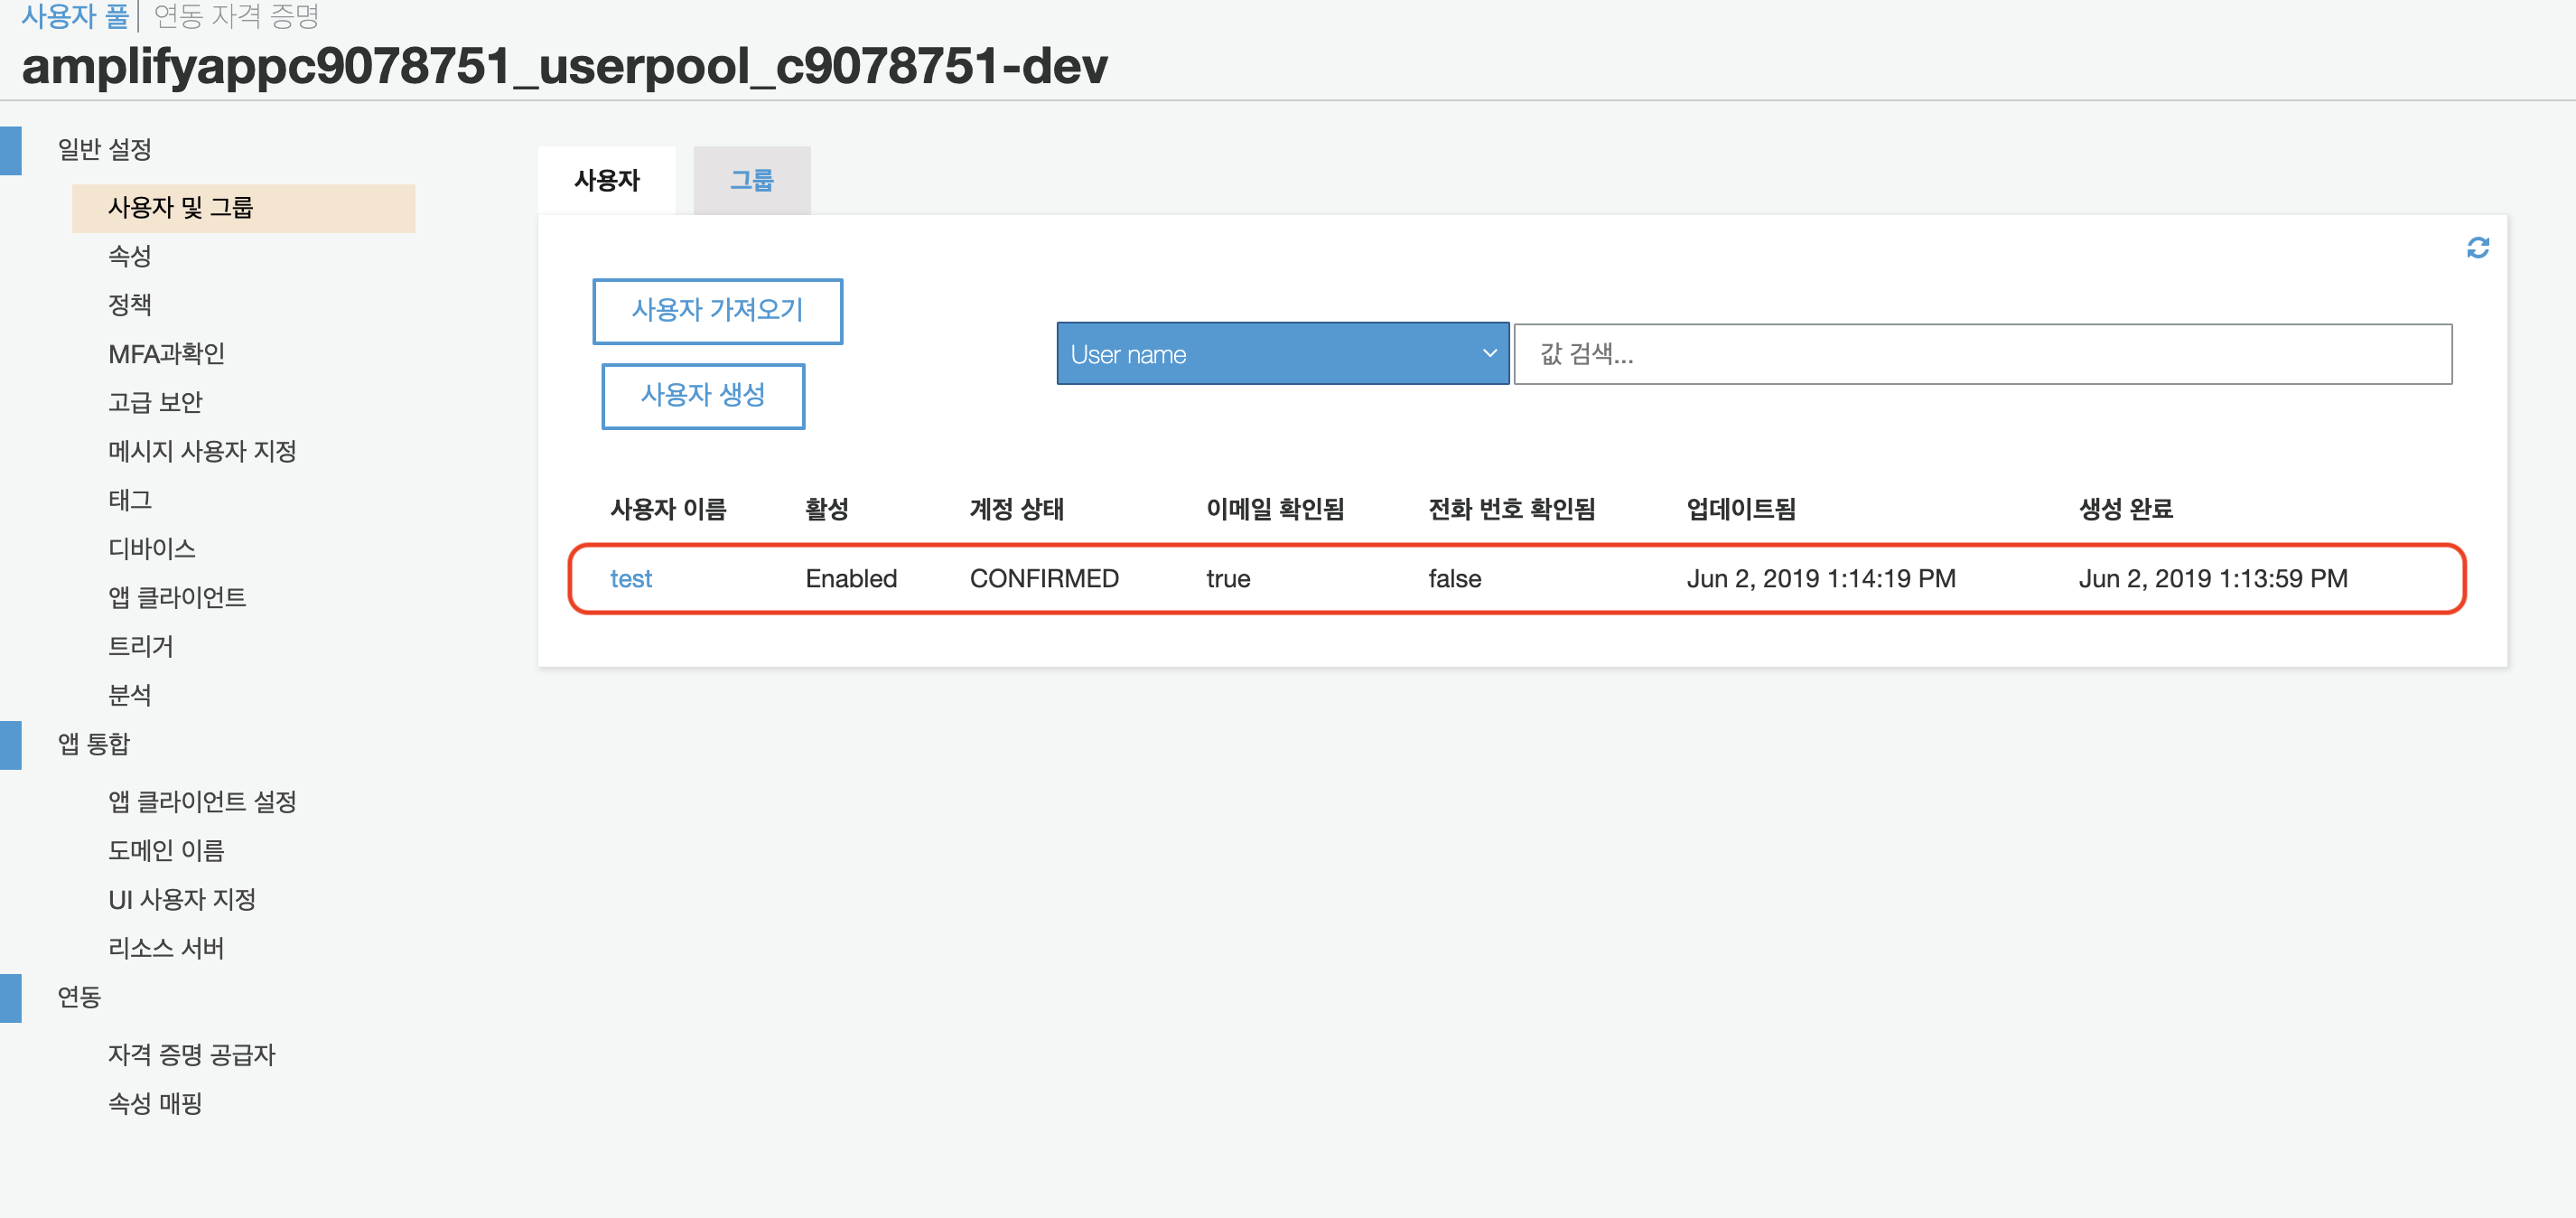 사용자 풀 | 연동 자격 증명
amplifyappc9078751_userpool_c9078751-dev
일반 설정
사용자 및 그룹
속성
정책
MFA과확인
고급 보안
메시지 사용자 지정
태그
디바이스
앱 클라이언트
트리거
분석
앱 통합
앱 클라이언트 설정
도메인 이름
UI 사용자 지정
리소스 서버
연동
자격 증명 공급자
속성 매핑
사용자 그룹
사용자 가져오기
사용자 생성
User name 값 검색...
사용자 이름 활성 계정 상태 이메일 확인됨 전화 번호 확인됨 업데이트됨 생성 완료
test Enabled CONFIRMED true false Jun 2, 2019 1:14:19 PM Jun 2, 2019 1:13:59 PM